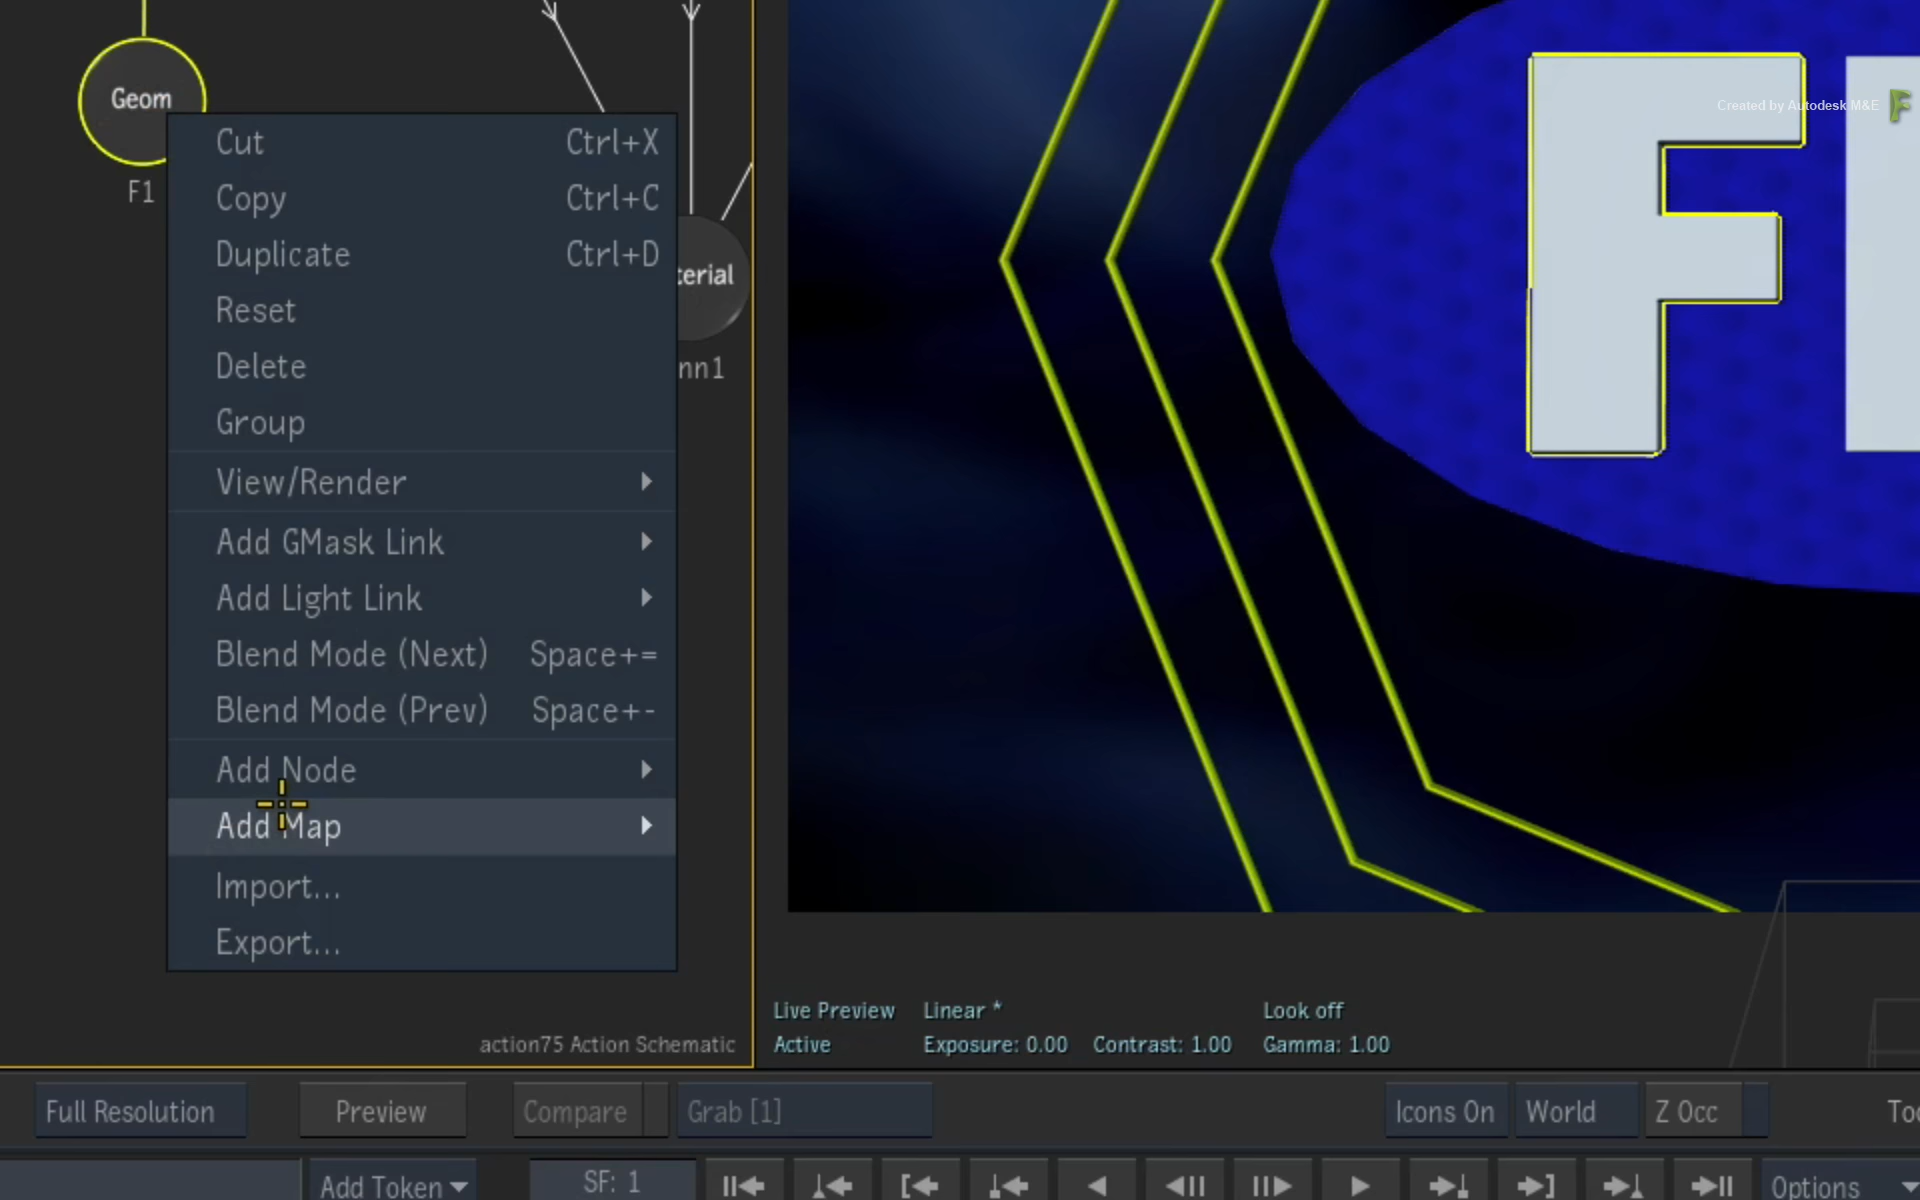 Geom
F1
Cut Ctrl+X
Copy Ctrl+C
Duplicate Ctrl+D
Reset
Delete
Group
View/Render
Add GMask Link
Add Light Link
Blend Mode (Next) Space+=
Blend Mode (Prev) Space+-
Add Node
Add Map
Import...
Export...
terial
nn1
F
Created by Autodesk M&E
action75 Action Schematic
Live Preview Linear * Look off
Active Exposure: 0.00 Contrast: 1.00 Gamma: 1.00
Full Resolution Preview Compare Grab [1] Icons On World Z Occ Too
Add Token SF: 1 Options